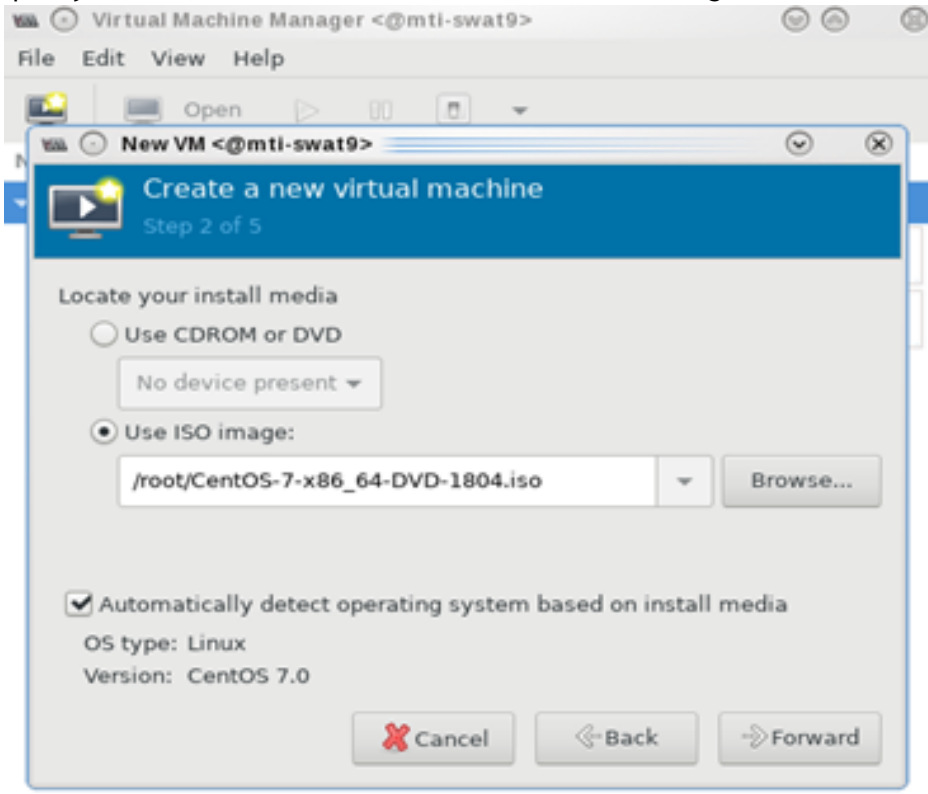 Virtual Machine Manager <@mti-swat9>
File Edit View Help
Open
New VM <@mti-swat9>
Create a new virtual machine
Step 2 of 5
Locate your install media
Use CDROM or DVD
No device present
Use ISO image:
/root/CentOS-7-x86_64-DVD-1804.iso
Browse...
Automatically detect operating system based on install media
OS type: Linux
Version: CentOS 7.0
Cancel Back Forward